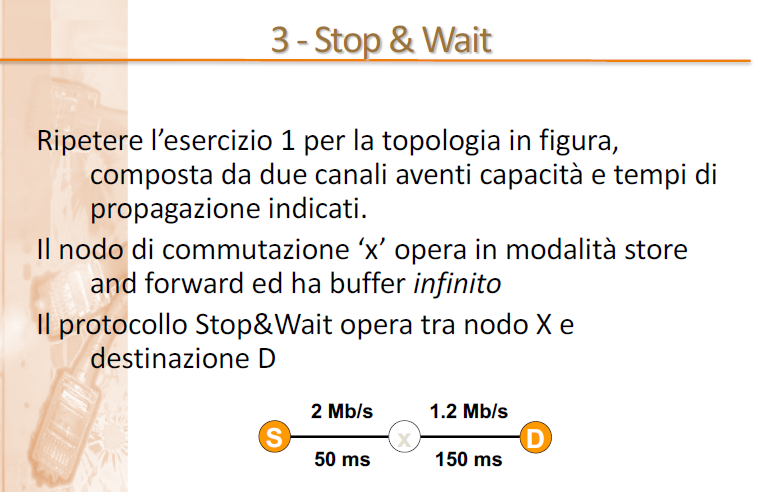 3 - Stop & Wait
Ripetere l’esercizio 1 per la topologia in figura,
composta da due canali aventi capacità e tempi di
propagazione indicati.
Il nodo di commutazione ‘x’ opera in modalità store
and forward ed ha buffer infinito
Il protocollo Stop&Wait opera tra nodo X e
destinazione D
2 Mb/s 1.2 Mb/s
S x D
50 ms 150 ms